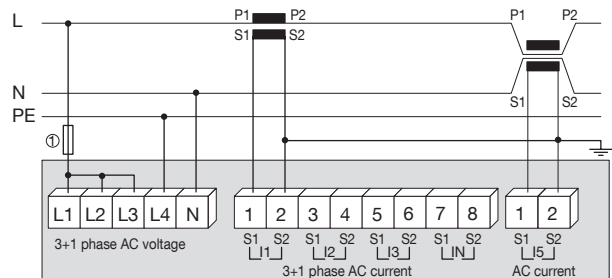 L P1 P2 P1 P2
S1 S2
N S1 S2
PE
①
L1 L2 L3 L4 N 1 2 3 4 5 6 7 8 1 2
S1 S2 S1 S2 S1 S2 S1 S2 S1 S2
I1 I2 I3 IN I5
3+1 phase AC voltage 3+1 phase AC current AC current